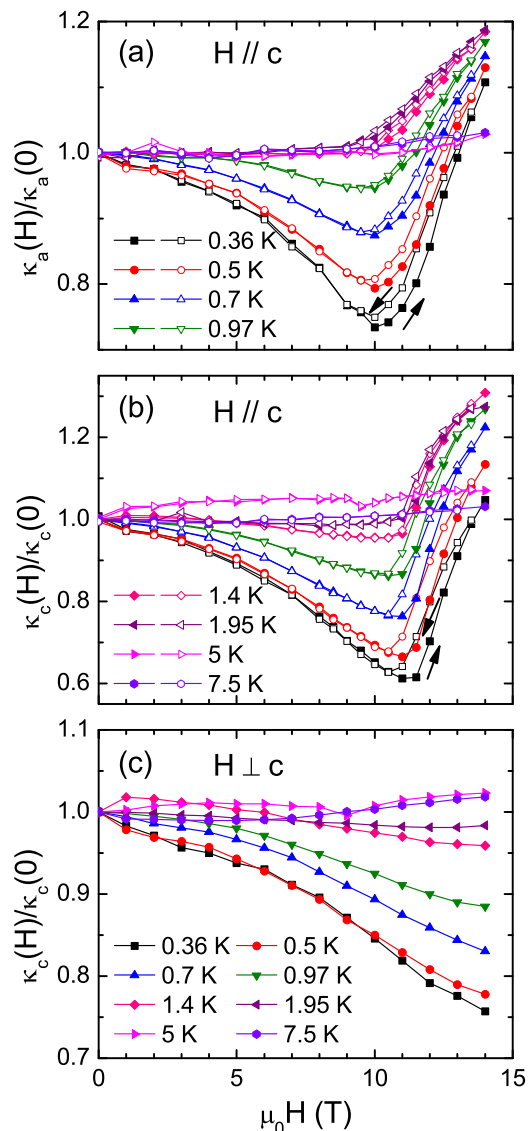 1.2
(a)
H // c
κa(H)/κa(0)
1.0
0.36 K
0.5 K
0.8
0.7 K
0.97 K
(b)
H // c
κc(H)/κc(0)
1.2
1.0
0.8
1.4 K
1.95 K
5 K
0.6
7.5 K
1.1
(c)
H ⊥ c
κc(H)/κc(0)
1.0
0.9
0.36 K 0.5 K
0.8
0.7 K 0.97 K
1.4 K 1.95 K
5 K 7.5 K
0.7
0 5 10 15
μ0H (T)